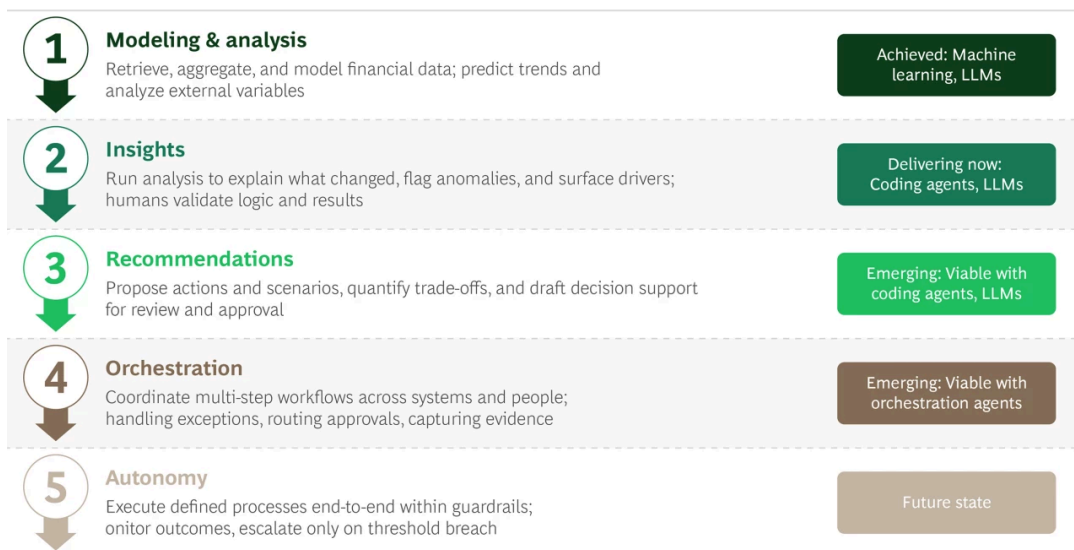 1
Modeling & analysis
Retrieve, aggregate, and model financial data; predict trends and
analyze external variables
Achieved: Machine
learning, LLMs
2
Insights
Run analysis to explain what changed, flag anomalies, and surface drivers;
humans validate logic and results
Delivering now:
Coding agents, LLMs
3
Recommendations
Propose actions and scenarios, quantify trade-offs, and draft decision support
for review and approval
Emerging: Viable with
coding agents, LLMs
4
Orchestration
Coordinate multi-step workflows across systems and people;
handling exceptions, routing approvals, capturing evidence
Emerging: Viable with
orchestration agents
5
Autonomy
Execute defined processes end-to-end within guardrails;
onitor outcomes, escalate only on threshold breach
Future state